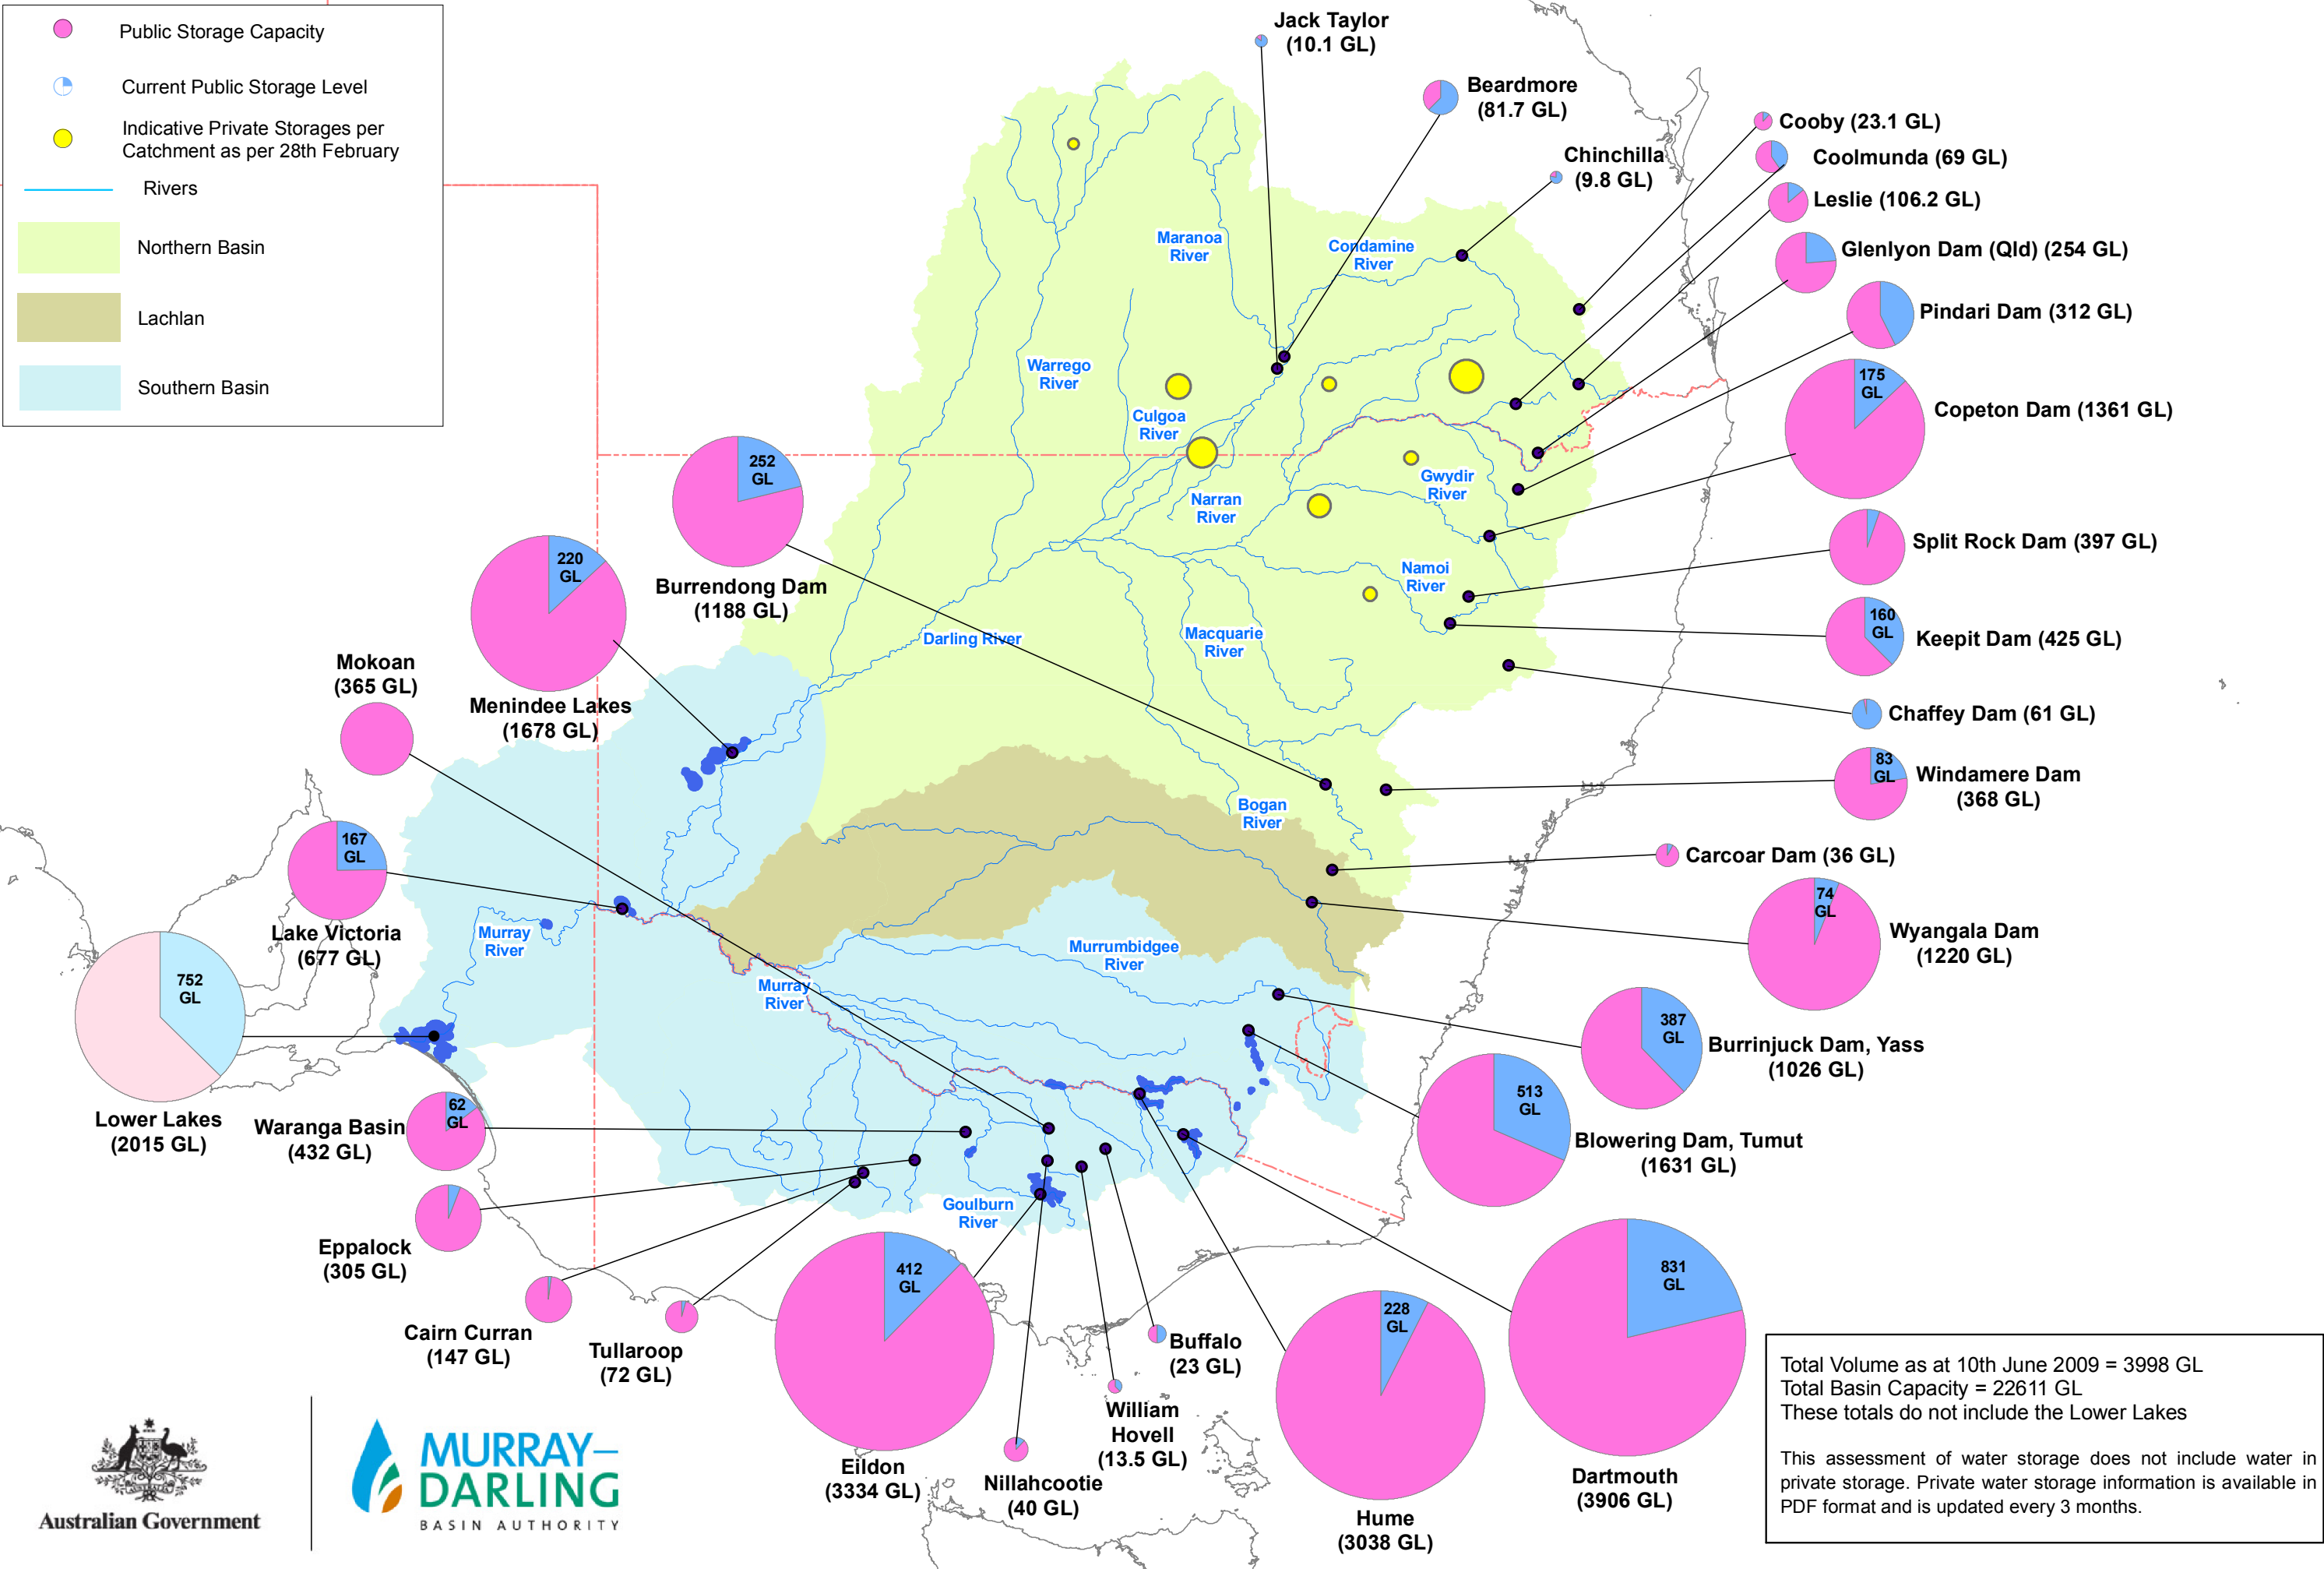 Public Storage Capacity
Current Public Storage Level
Indicative Private Storages per
Catchment as per 28th February
Rivers
Northern Basin
Lachlan
Southern Basin
Jack Taylor
(10.1 GL)
Beardmore
(81.7 GL)
Chinchilla
(9.8 GL)
Cooby (23.1 GL)
Coolmunda (69 GL)
Leslie (106.2 GL)
Glenlyon Dam (Qld) (254 GL)
Pindari Dam (312 GL)
175
GL
Copeton Dam (1361 GL)
Split Rock Dam (397 GL)
160
GL
Keepit Dam (425 GL)
Chaffey Dam (61 GL)
83
GL
Windamere Dam
(368 GL)
Carcoar Dam (36 GL)
74
GL
Wyangala Dam
(1220 GL)
387
GL
Burrinjuck Dam, Yass
(1026 GL)
513
GL
Blowering Dam, Tumut
(1631 GL)
831
GL
Dartmouth
(3906 GL)
228
GL
Hume
(3038 GL)
Buffalo
(23 GL)
William
Hovell
(13.5 GL)
Nillahcootie
(40 GL)
412
GL
Eildon
(3334 GL)
Tullaroop
(72 GL)
Cairn Curran
(147 GL)
Eppalock
(305 GL)
62
GL
Waranga Basin
(432 GL)
752
GL
Lower Lakes
(2015 GL)
167
GL
Lake Victoria
(677 GL)
Mokoan
(365 GL)
220
GL
Menindee Lakes
(1678 GL)
252
GL
Burrendong Dam
(1188 GL)
Maranoa
River
Condamine
River
Warrego
River
Culgoa
River
Narran
River
Gwydir
River
Namoi
River
Darling River
Macquarie
River
Bogan
River
Murray
River
Murrumbidgee
River
Murray
River
Goulburn
River
Australian Government
MURRAY–
DARLING
BASIN AUTHORITY
Total Volume as at 10th June 2009 = 3998 GL
Total Basin Capacity = 22611 GL
These totals do not include the Lower Lakes
This assessment of water storage does not include water in
private storage. Private water storage information is available in
PDF format and is updated every 3 months.